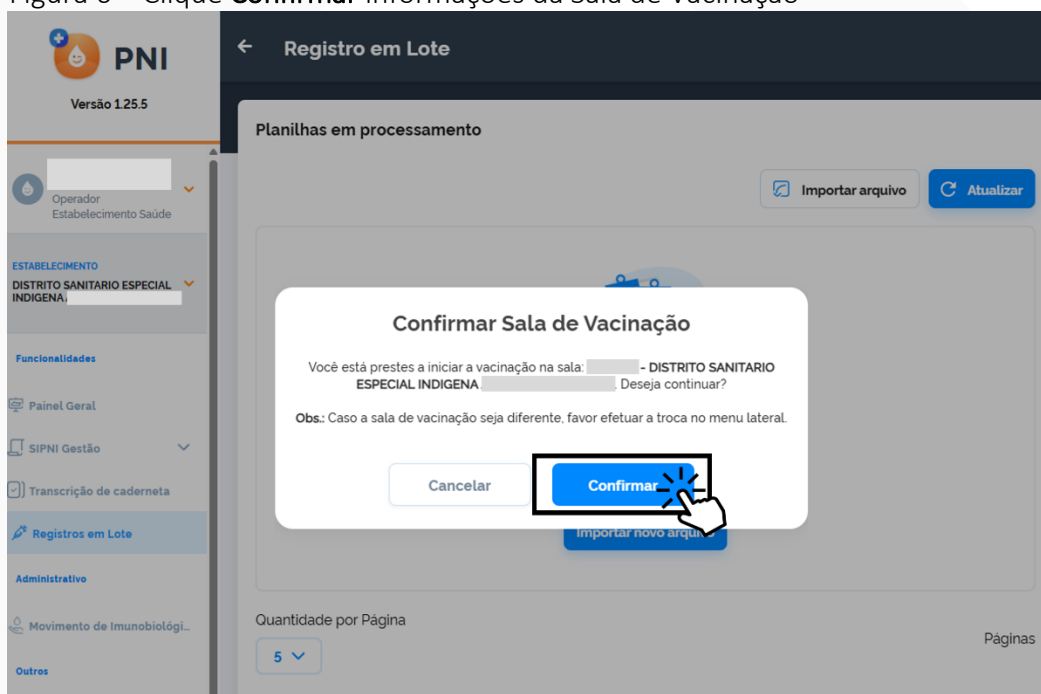 Figura 6 – Clique Confirmar informações da Sala de Vacinação
PNI
Versão 1.25.5
Operador
Estabelecimento Saúde
ESTABELECIMENTO
DISTRITO SANITARIO ESPECIAL
INDIGENA
Funcionalidades
Painel Geral
SIPNI Gestão
Transcrição de caderneta
Registros em Lote
Administrativo
Movimento de Imunobiológi...
Outros
Registro em Lote
Planilhas em processamento
Importar arquivo
Atualizar
Confirmar Sala de Vacinação
Você está prestes a iniciar a vacinação na sala: - DISTRITO SANITARIO
ESPECIAL INDIGENA . Deseja continuar?
Obs.: Caso a sala de vacinação seja diferente, favor efetuar a troca no menu lateral.
Cancelar
Confirmar
Importar novo arquivo
Quantidade por Página
5
Páginas